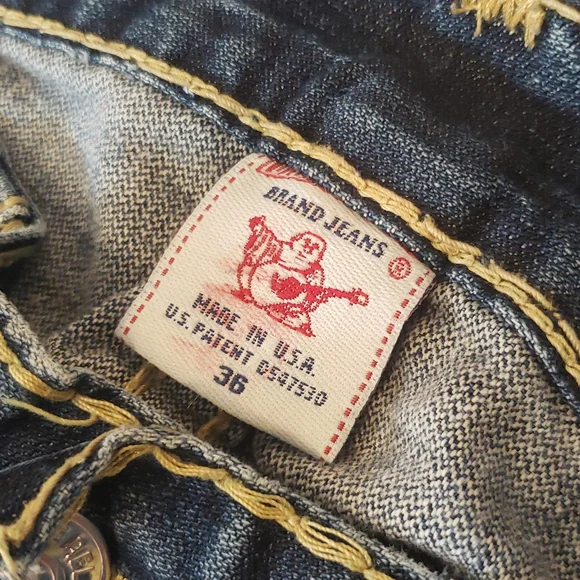 BRAND JEANS
®
MADE IN U.S.A.
U.S. PATENT D547530
36